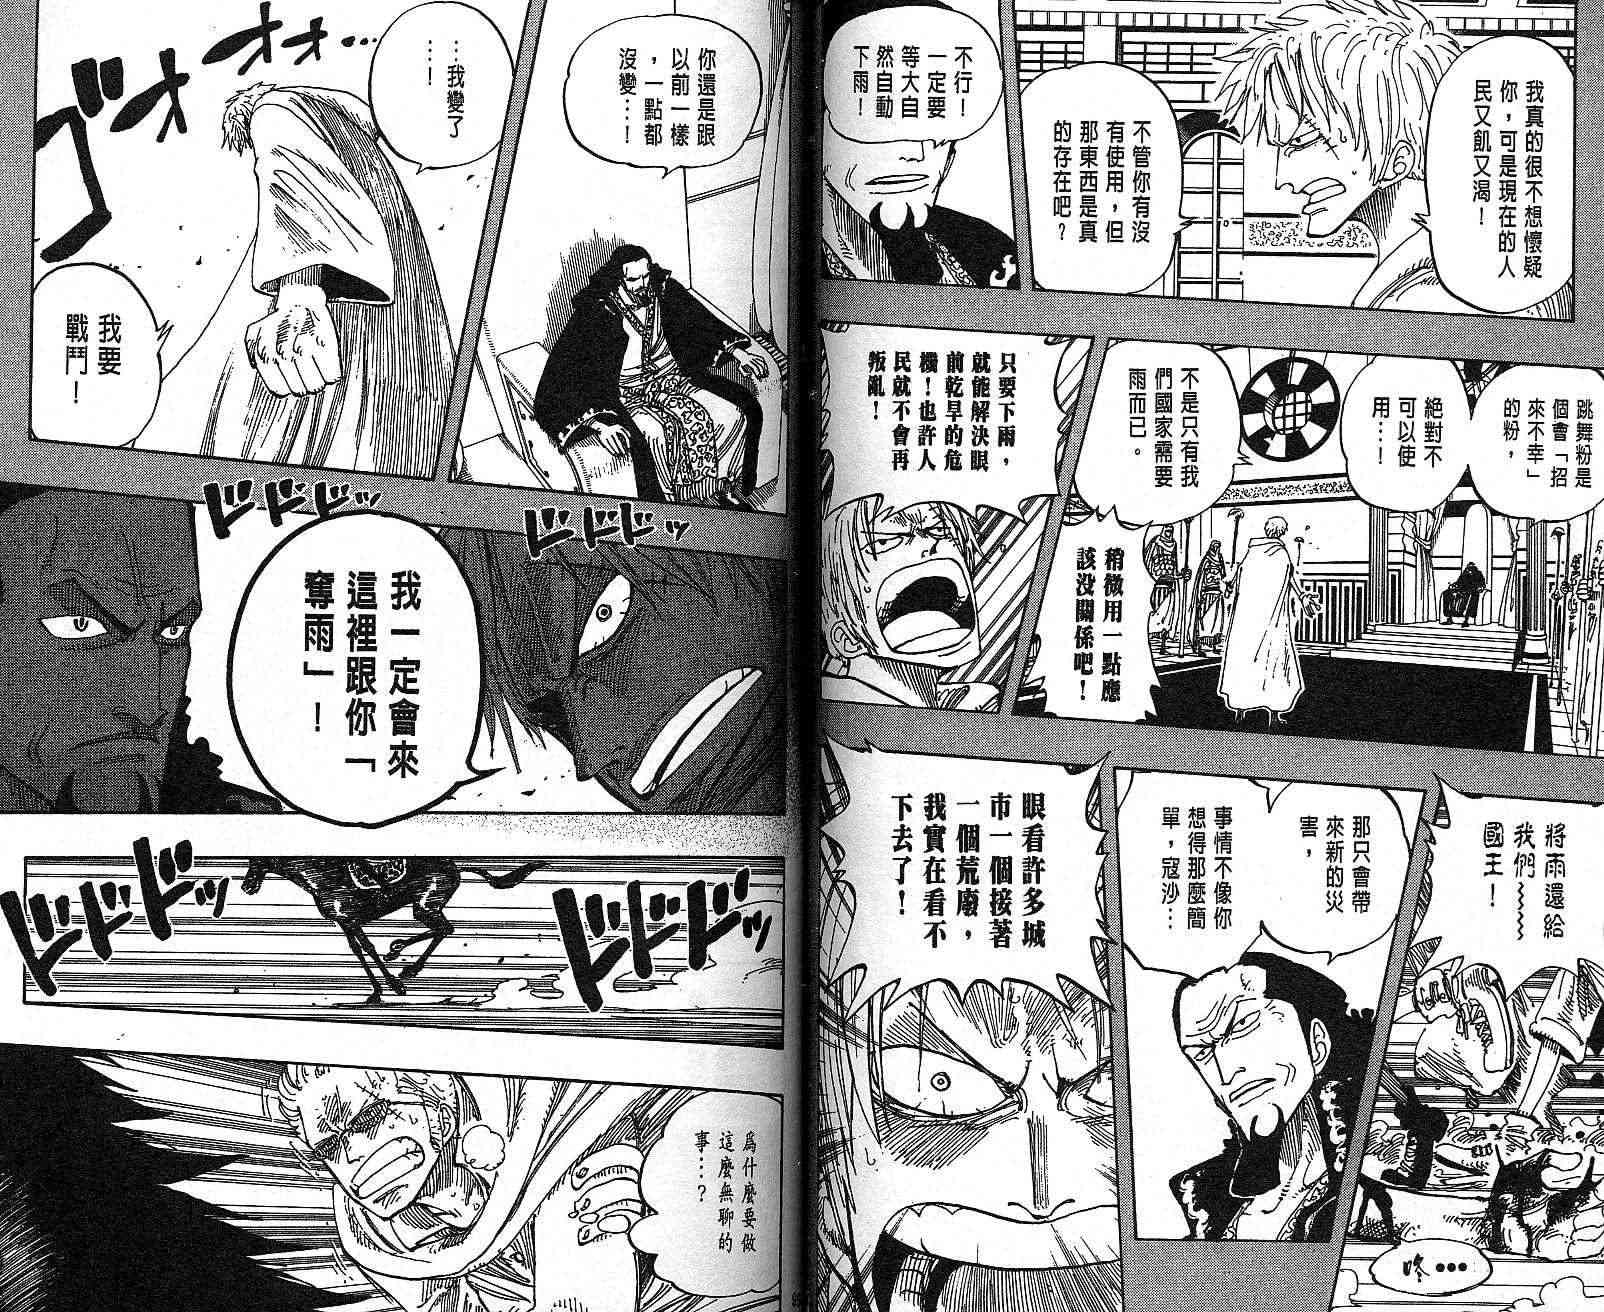 我真的很不想懷疑
你，可是現在的人
民又飢又渴！
不管你有沒
有使用，但
那東西是真
的存在吧？
不行！
一定要
等大自
然自動
下雨！
跳舞粉是
個會「招
來不幸」
的粉，
絕對不
可以使
用…！
不是只有我
們國家需要
雨而已。
稍微用一點應
該沒關係吧！
只要下雨，
就能解決眼
前乾旱的危
機！也許人
民就不會再
叛亂！
將雨還給
我們~~~
國王！
咚…
那只會帶
來新的災
害，
事情不像你
想得那麼簡
單，寇沙…
眼看許多城
市一個接著
一個荒廢，
我實在看不
下去了！
你還是跟
以前一樣
，一點都
沒變…！
…我變了
…！
ゴオオオオ…
我要
戰鬥！
ドドドドッ
ドドドド
我一定會來
這裡跟你「
奪雨」！
ドドドドドッ
ドドドド
為什麼要做
這麼無聊的
事…？